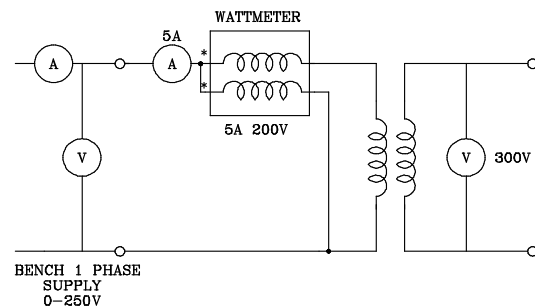 WATTMETER
5A
*
A
A
*
5A 200V
V
V
300V
BENCH 1 PHASE
SUPPLY
0-250V